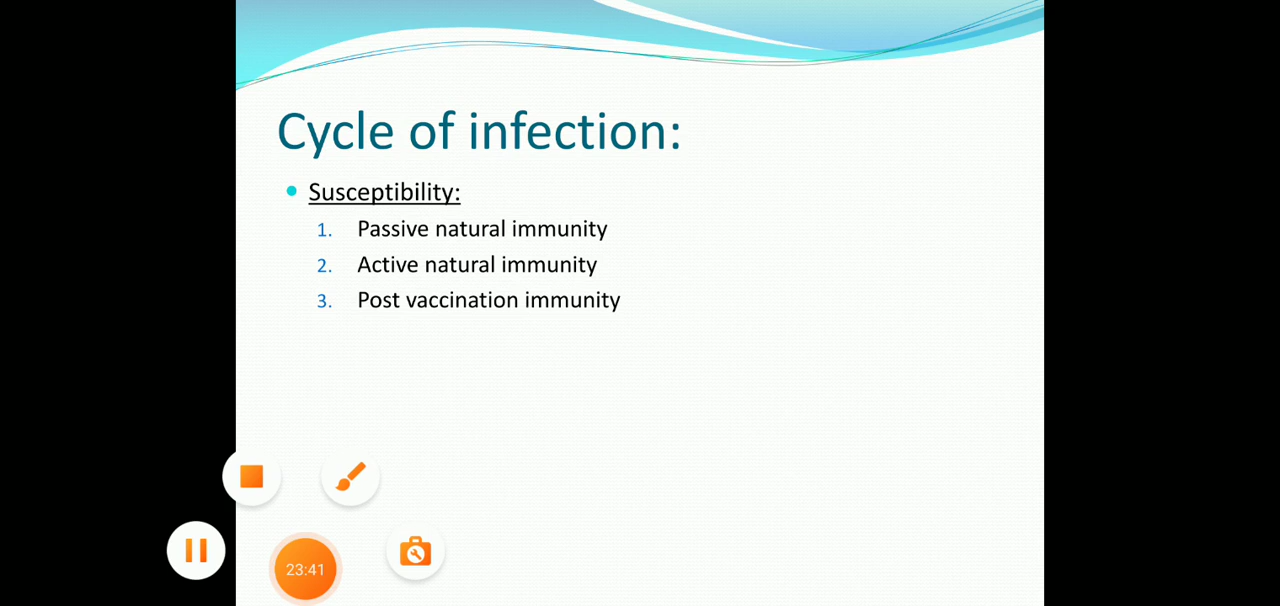 Cycle of infection:
Susceptibility:
1. Passive natural immunity
2. Active natural immunity
3. Post vaccination immunity
23:41